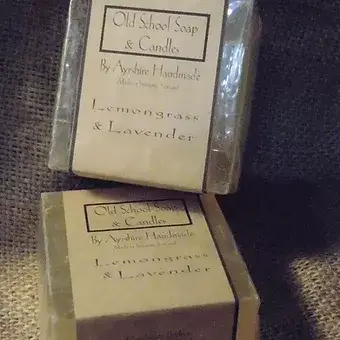 Old School Soap
& Candles
By Ayrshire Handmade
Lemongrass
& Lavender
Old School Soap
& Candles
By Ayrshire Handmade
Lemongrass
& Lavender